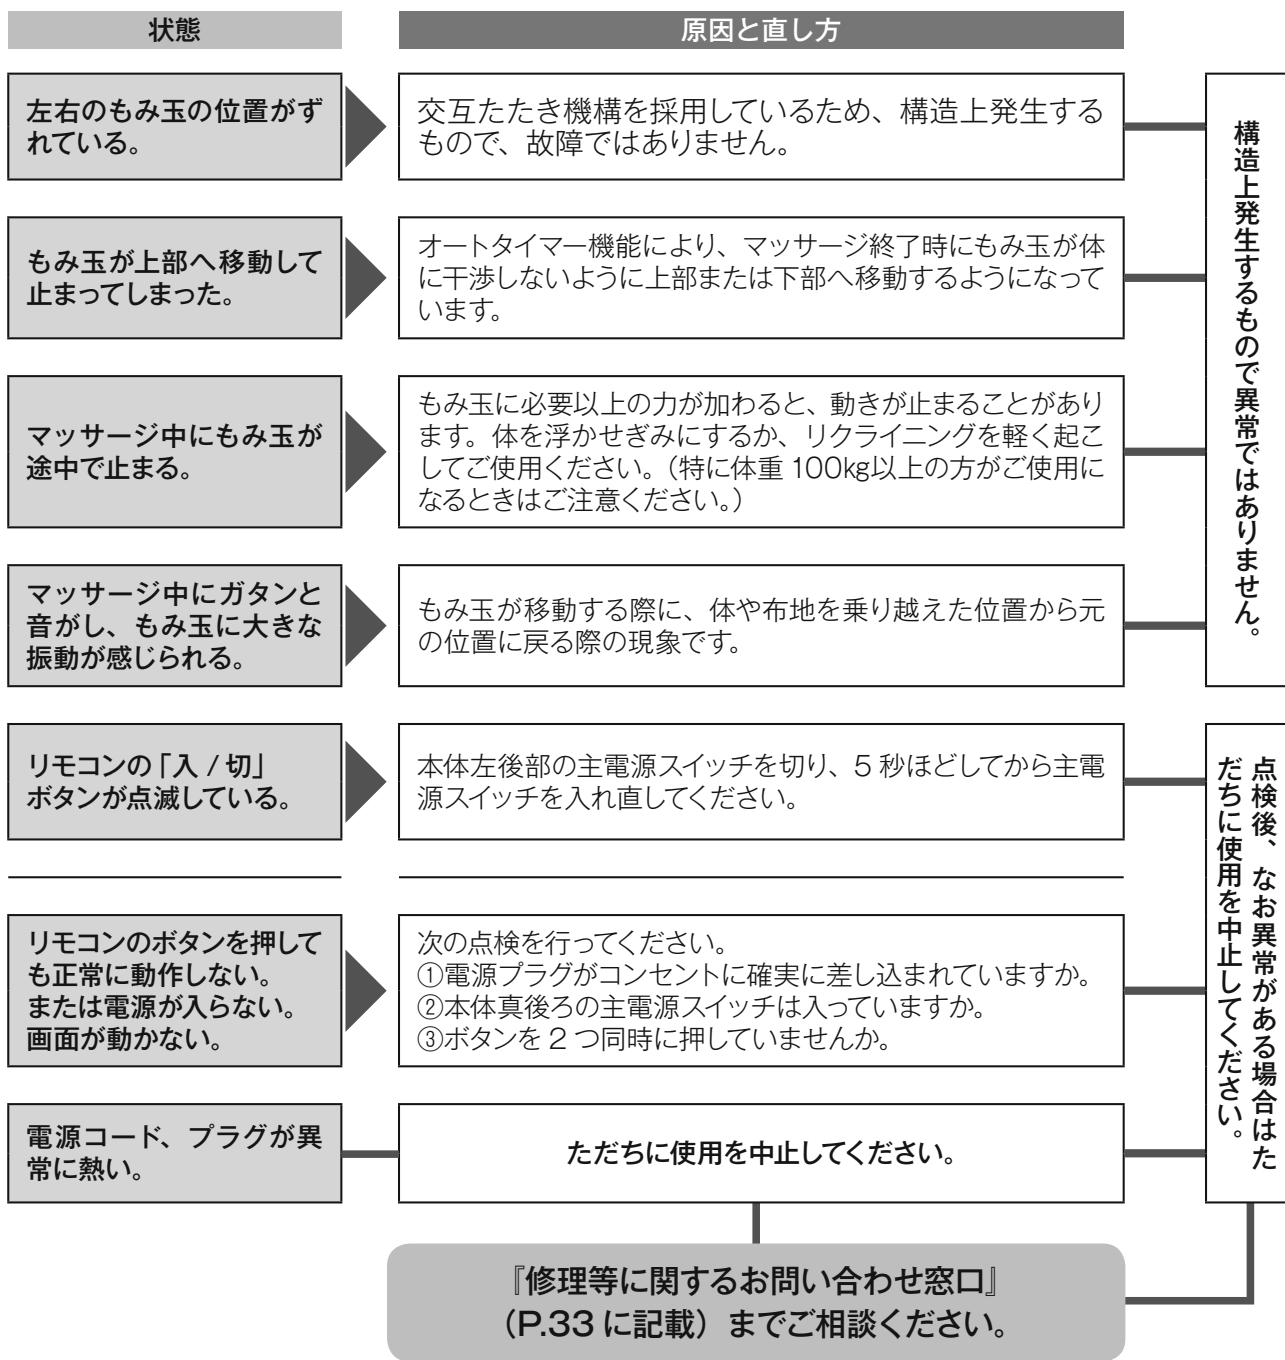 状態
原因と直し方
左右のもみ玉の位置がず
れている。
交互たたき機構を採用しているため、構造上発生する
もので、故障ではありません。
もみ玉が上部へ移動して
止まってしまった。
オートタイマー機能により、マッサージ終了時にもみ玉が体
に干渉しないように上部または下部へ移動するようになって
います。
マッサージ中にもみ玉が
途中で止まる。
もみ玉に必要以上の力が加わると、動きが止まることがあり
ます。体を浮かせぎみにするか、リクライニングを軽く起こ
してご使用ください。（特に体重 100kg以上の方がご使用に
なるときはご注意ください。）
マッサージ中にガタンと
音がし、もみ玉に大きな
振動が感じられる。
もみ玉が移動する際に、体や布地を乗り越えた位置から元
の位置に戻る際の現象です。
構造上発生するもので異常ではありません。
リモコンの「入 / 切」
ボタンが点滅している。
本体左後部の主電源スイッチを切り、5 秒ほどしてから主電
源スイッチを入れ直してください。
リモコンのボタンを押して
も正常に動作しない。
または電源が入らない。
画面が動かない。
次の点検を行ってください。
①電源プラグがコンセントに確実に差し込まれていますか。
②本体真後ろの主電源スイッチは入っていますか。
③ボタンを 2 つ同時に押していませんか。
電源コード、プラグが異
常に熱い。
ただちに使用を中止してください。
点検後、なお異常がある場合はた
だちに使用を中止してください。
『修理等に関するお問い合わせ窓口』
（P.33 に記載）までご相談ください。